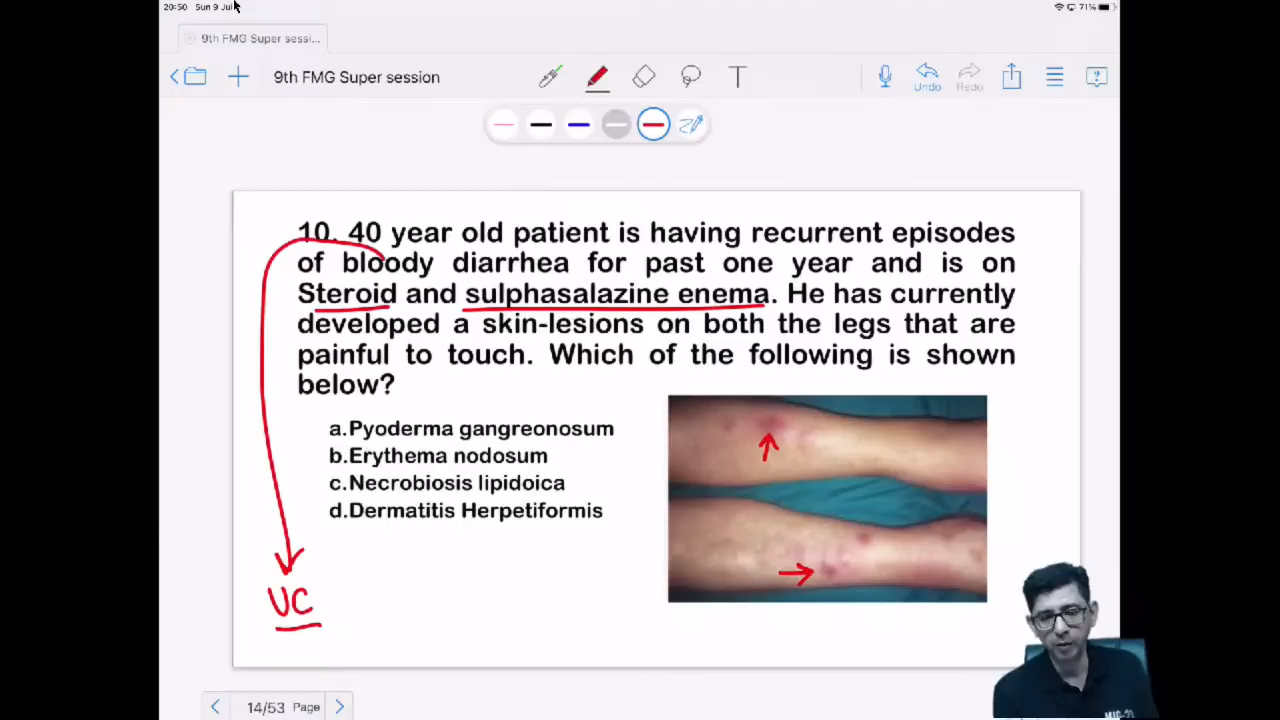 20:50 Sun 9 Jul
71%
9th FMG Super sessi...
9th FMG Super session
T
Undo
Redo
10. 40 year old patient is having recurrent episodes
of bloody diarrhea for past one year and is on
Steroid and sulphasalazine enema. He has currently
developed a skin-lesions on both the legs that are
painful to touch. Which of the following is shown
below?
a.Pyoderma gangreonosum
b.Erythema nodosum
c.Necrobiosis lipidoica
d.Dermatitis Herpetiformis
UC
14/53 Page